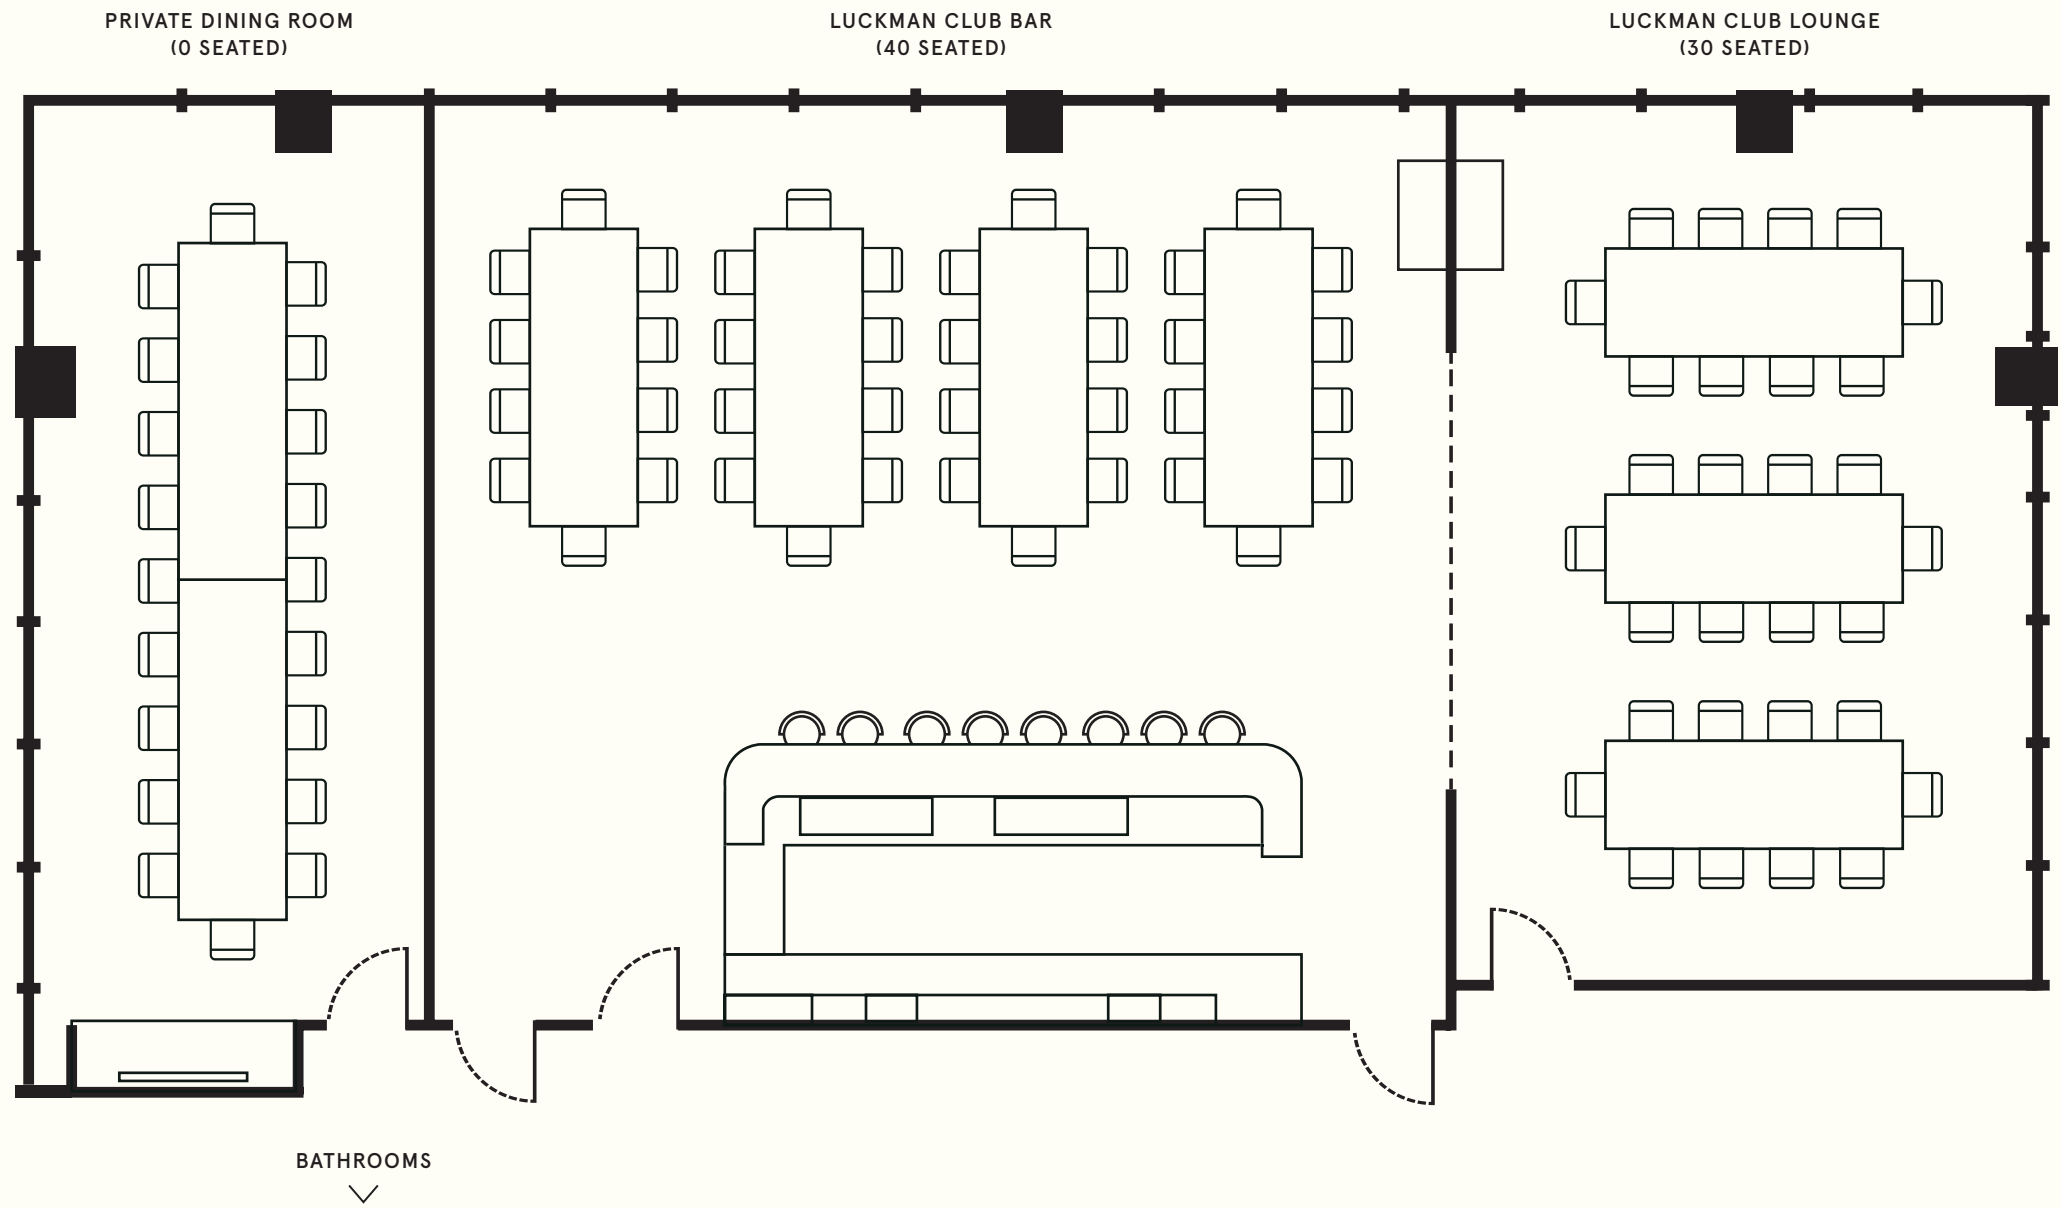 PRIVATE DINING ROOM
(0 SEATED)
LUCKMAN CLUB BAR
(40 SEATED)
LUCKMAN CLUB LOUNGE
(30 SEATED)
BATHROOMS